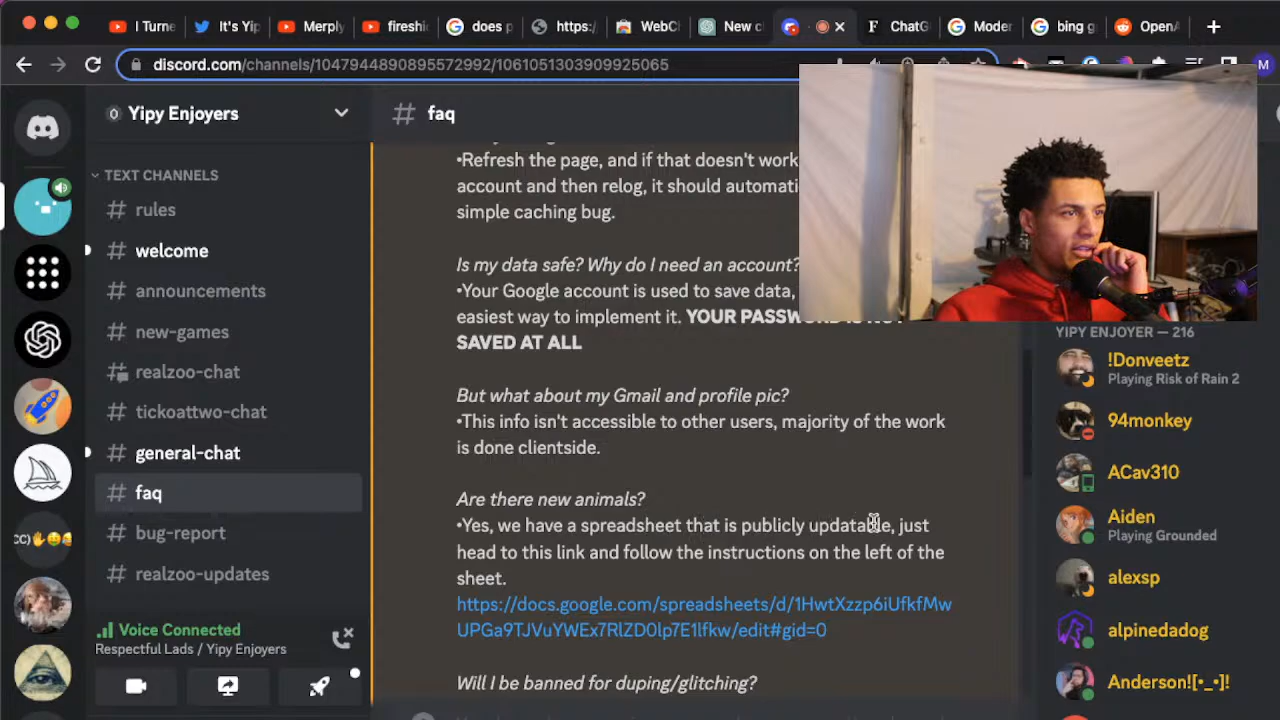 I Turne
It's Yip
Merply
fireshi
does p
https:/
WebC
New c
ChatG
Moder
bing g
OpenA
discord.com/channels/1047944890895572992/1061051303909925065
M
Yipy Enjoyers
# faq
TEXT CHANNELS
# rules
# welcome
# announcements
# new-games
# realzoo-chat
# tickoattwo-chat
# general-chat
# faq
# bug-report
# realzoo-updates
CC)
Voice Connected
Respectful Lads / Yipy Enjoyers
•Refresh the page, and if that doesn't work
account and then relog, it should automati
simple caching bug.
Is my data safe? Why do I need an account?
•Your Google account is used to save data,
easiest way to implement it. YOUR PASSWORD IS NOT
SAVED AT ALL
But what about my Gmail and profile pic?
•This info isn't accessible to other users, majority of the work
is done clientside.
Are there new animals?
•Yes, we have a spreadsheet that is publicly updatable, just
head to this link and follow the instructions on the left of the
sheet.
https://docs.google.com/spreadsheets/d/1HwtXzzp6iUfkfMw
UPGa9TJVuYWEx7RlZD0lp7E1lfkw/edit#gid=0
Will I be banned for duping/glitching?
YIPY ENJOYER — 216
!Donveetz
Playing Risk of Rain 2
94monkey
ACav310
Aiden
Playing Grounded
alexsp
alpinedadog
Anderson![•_•]!